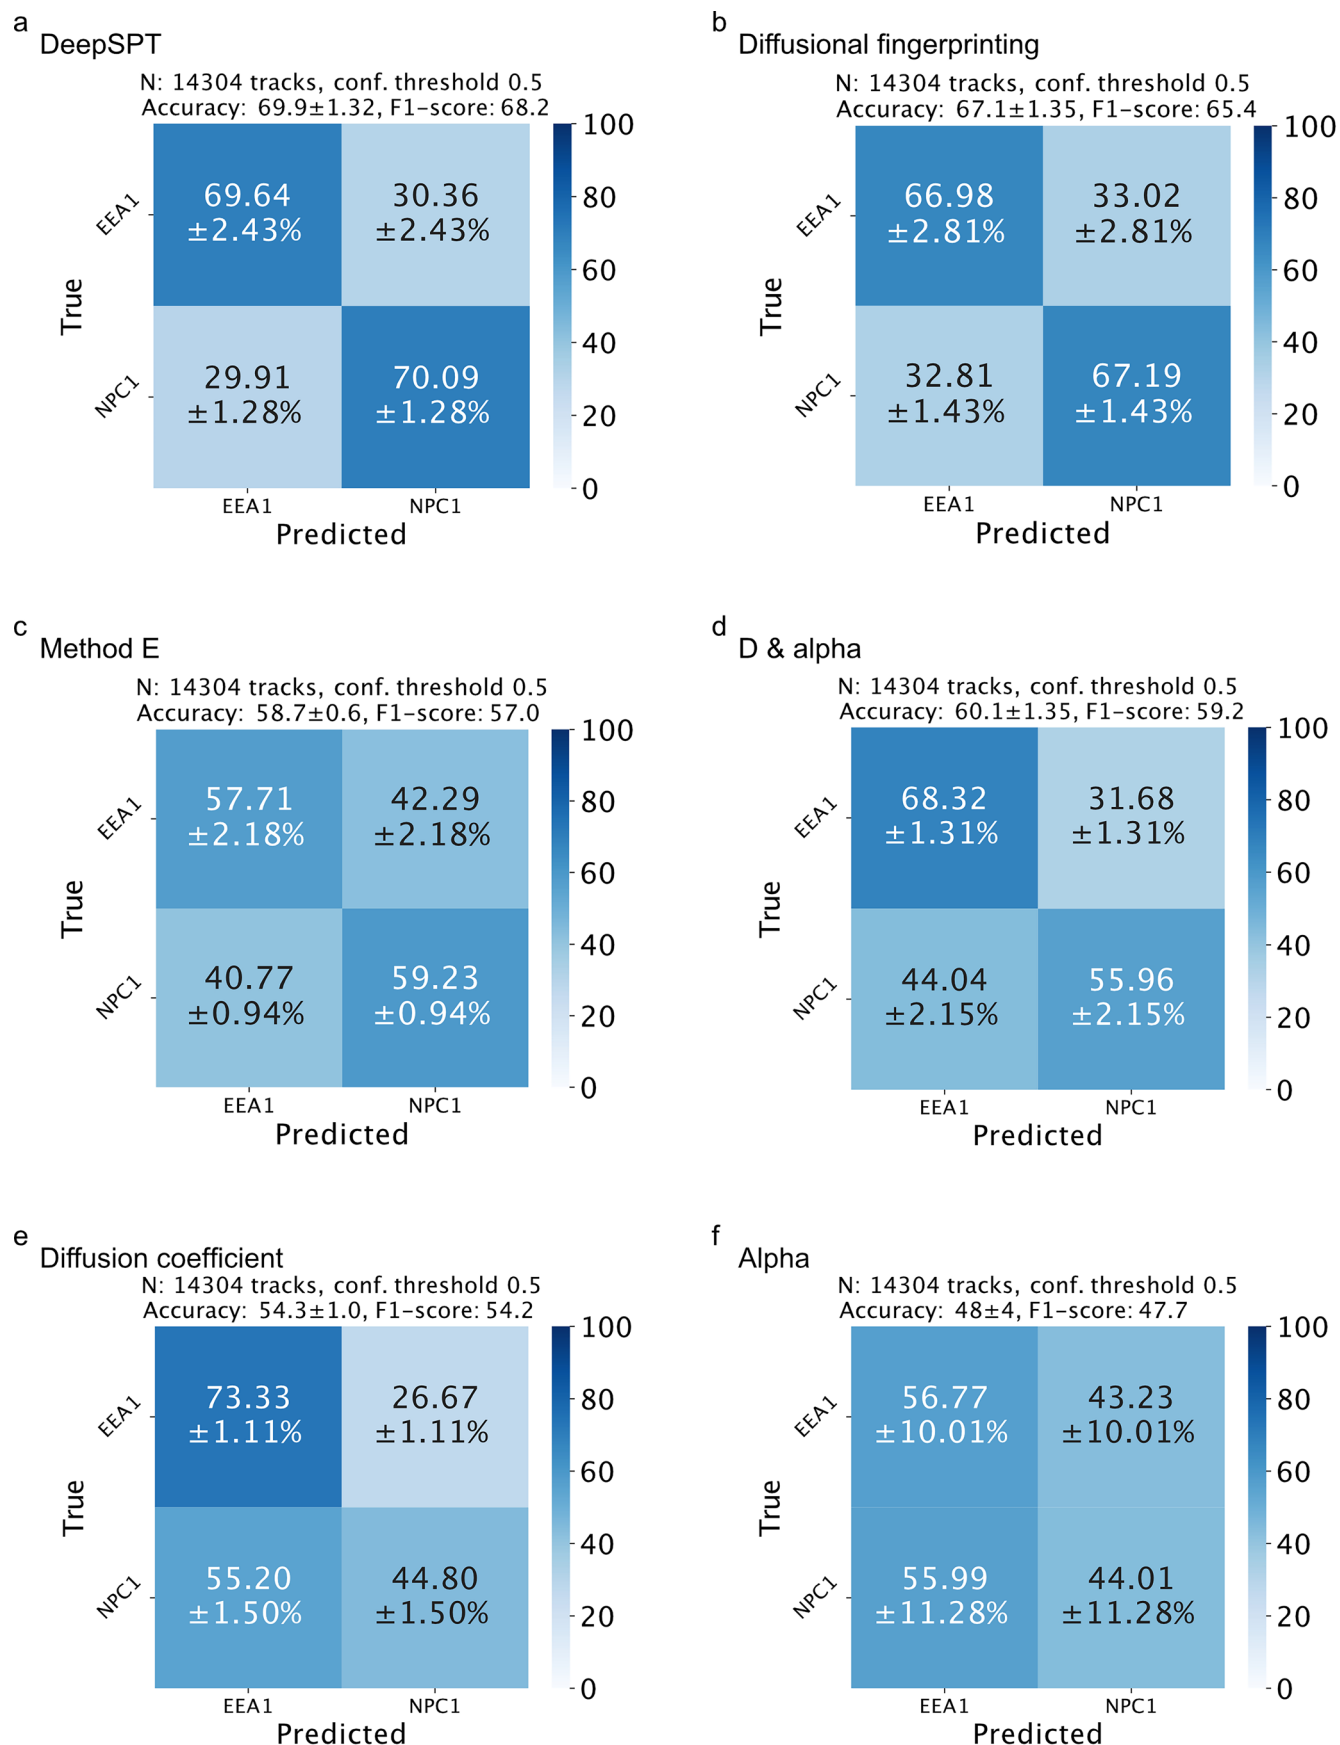 a
DeepSPT
N: 14304 tracks, conf. threshold 0.5
Accuracy: 69.9±1.32, F1-score: 68.2
100
80
60
40
20
0
EEA1
69.64
±2.43%
30.36
±2.43%
True
NPC1
29.91
±1.28%
70.09
±1.28%
EEA1
NPC1
Predicted
b
Diffusional fingerprinting
N: 14304 tracks, conf. threshold 0.5
Accuracy: 67.1±1.35, F1-score: 65.4
100
80
60
40
20
0
EEA1
66.98
±2.81%
33.02
±2.81%
True
NPC1
32.81
±1.43%
67.19
±1.43%
EEA1
NPC1
Predicted
c
Method E
N: 14304 tracks, conf. threshold 0.5
Accuracy: 58.7±0.6, F1-score: 57.0
100
80
60
40
20
0
EEA1
57.71
±2.18%
42.29
±2.18%
True
NPC1
40.77
±0.94%
59.23
±0.94%
EEA1
NPC1
Predicted
d
D & alpha
N: 14304 tracks, conf. threshold 0.5
Accuracy: 60.1±1.35, F1-score: 59.2
100
80
60
40
20
0
EEA1
68.32
±1.31%
31.68
±1.31%
True
NPC1
44.04
±2.15%
55.96
±2.15%
EEA1
NPC1
Predicted
e
Diffusion coefficient
N: 14304 tracks, conf. threshold 0.5
Accuracy: 54.3±1.0, F1-score: 54.2
100
80
60
40
20
0
EEA1
73.33
±1.11%
26.67
±1.11%
True
NPC1
55.20
±1.50%
44.80
±1.50%
EEA1
NPC1
Predicted
f
Alpha
N: 14304 tracks, conf. threshold 0.5
Accuracy: 48±4, F1-score: 47.7
100
80
60
40
20
0
EEA1
56.77
±10.01%
43.23
±10.01%
True
NPC1
55.99
±11.28%
44.01
±11.28%
EEA1
NPC1
Predicted